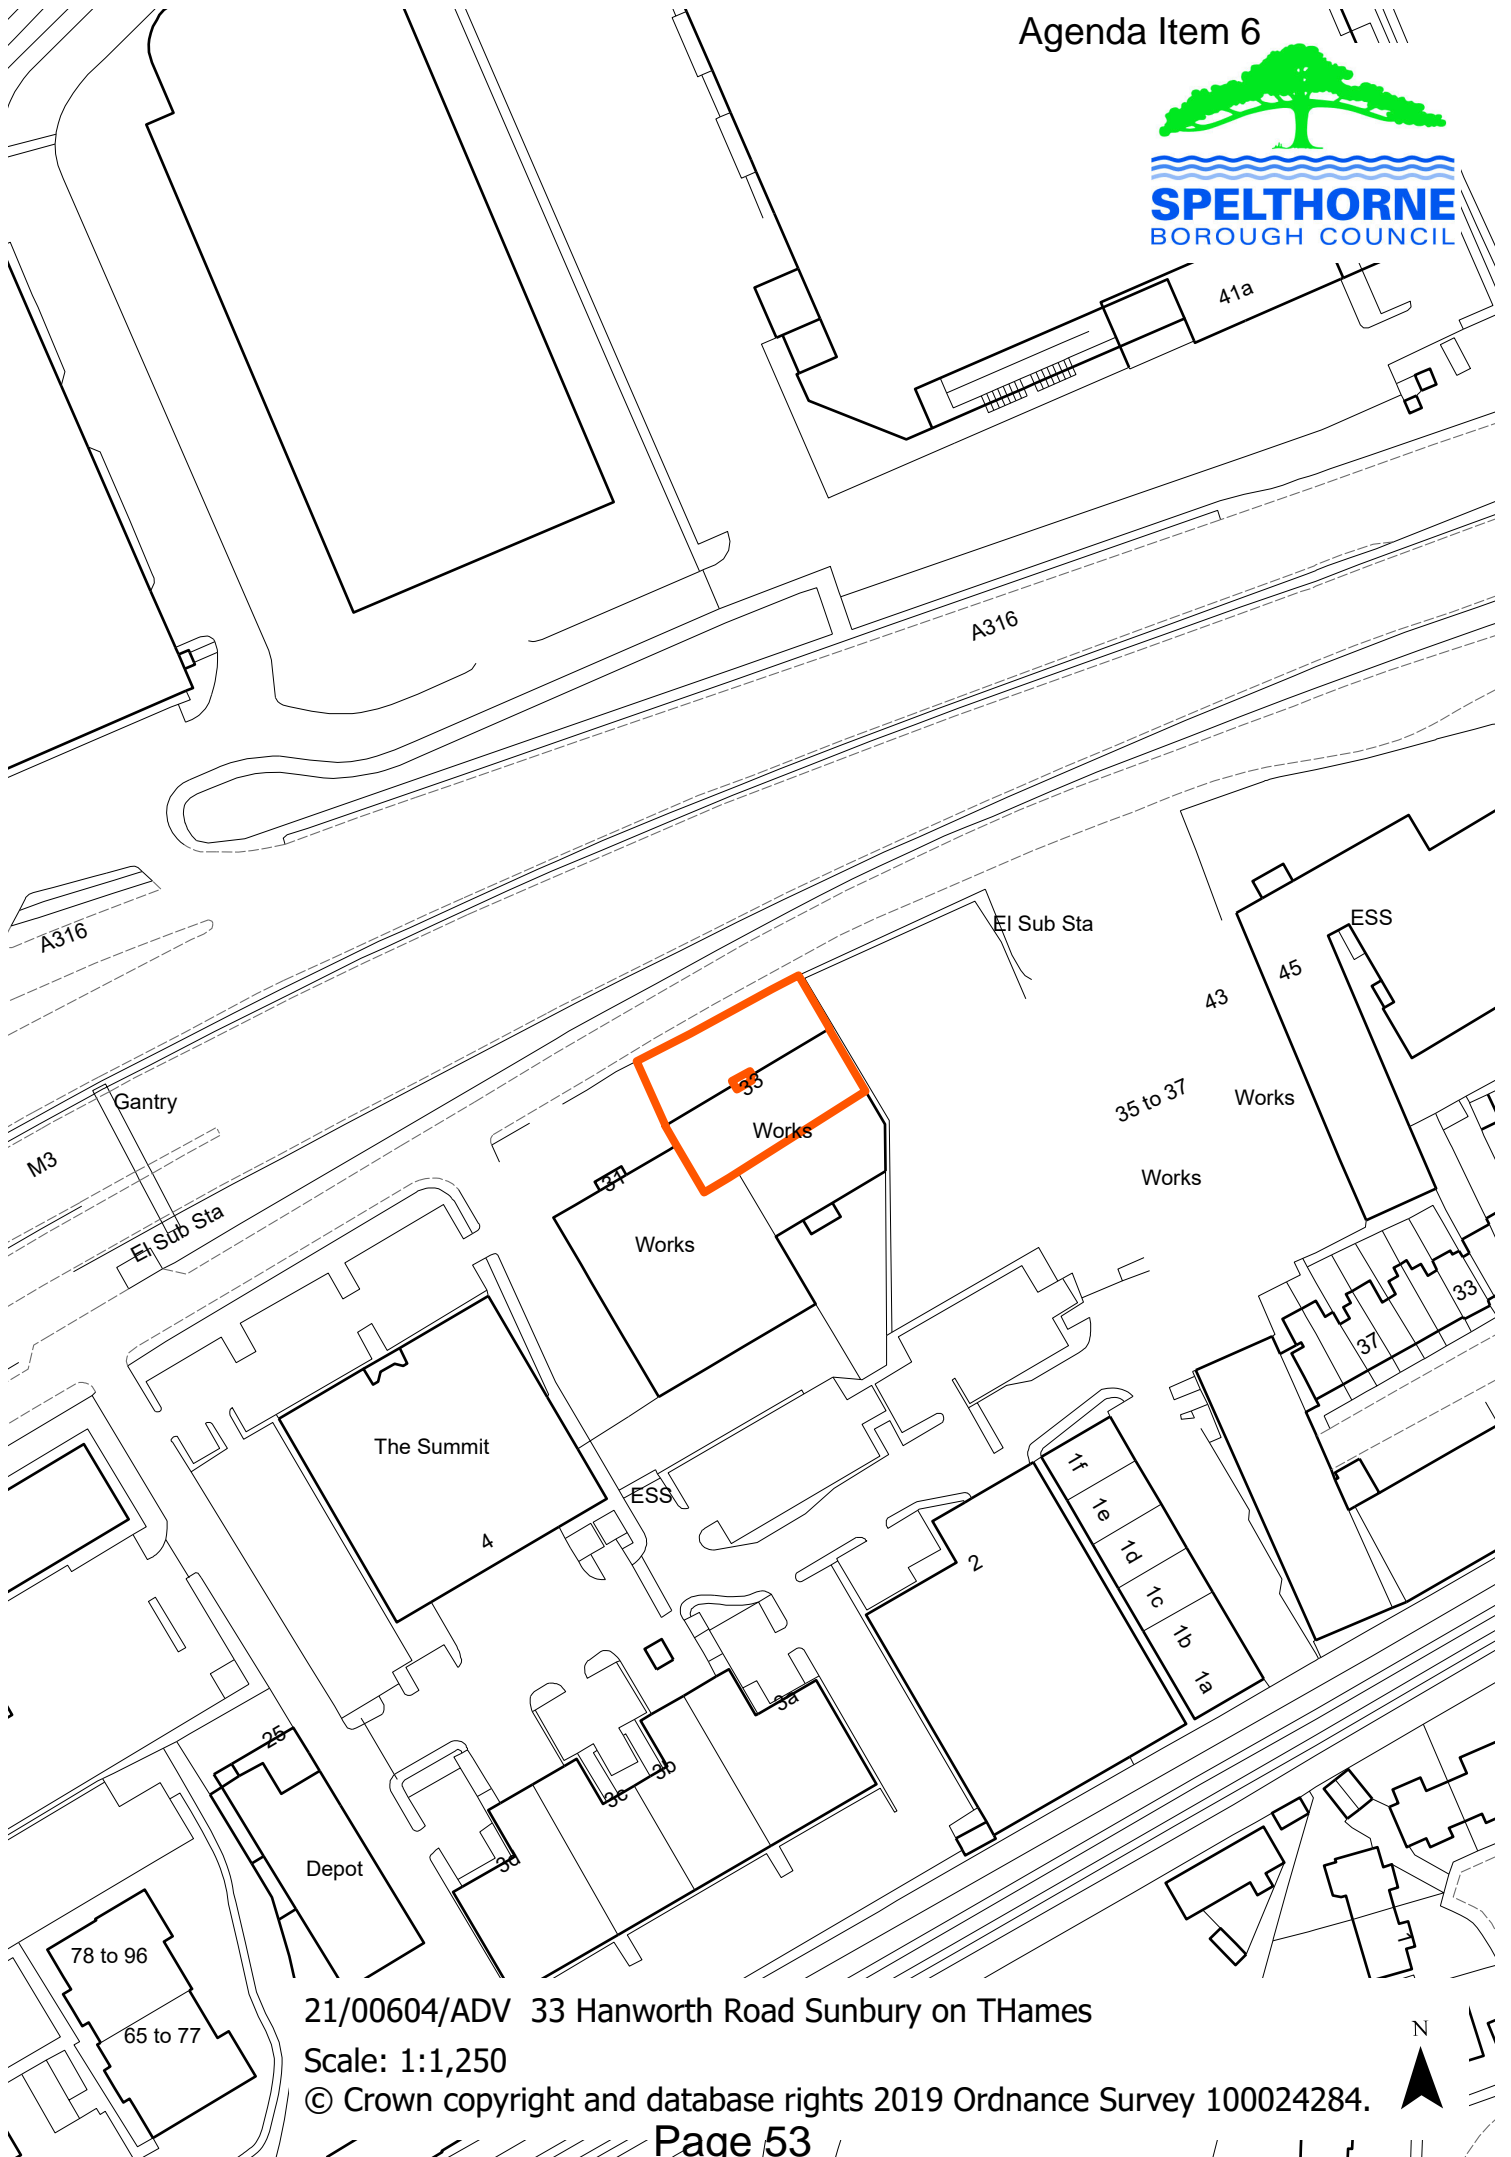 Agenda Item 6
SPELTHORNE
BOROUGH COUNCIL
41a
A316
A316
El Sub Sta
ESS
45
43
33
35 to 37
Works
Works
Gantry
M3
El Sub Sta
31
Works
Works
33
37
The Summit
ESS
4
2
1f
1e
1d
1c
1b
1a
3a
3b
3c
3d
25
Depot
78 to 96
65 to 77
1
21/00604/ADV 33 Hanworth Road Sunbury on THames
Scale: 1:1,250
© Crown copyright and database rights 2019 Ordnance Survey 100024284.
N
Page 53